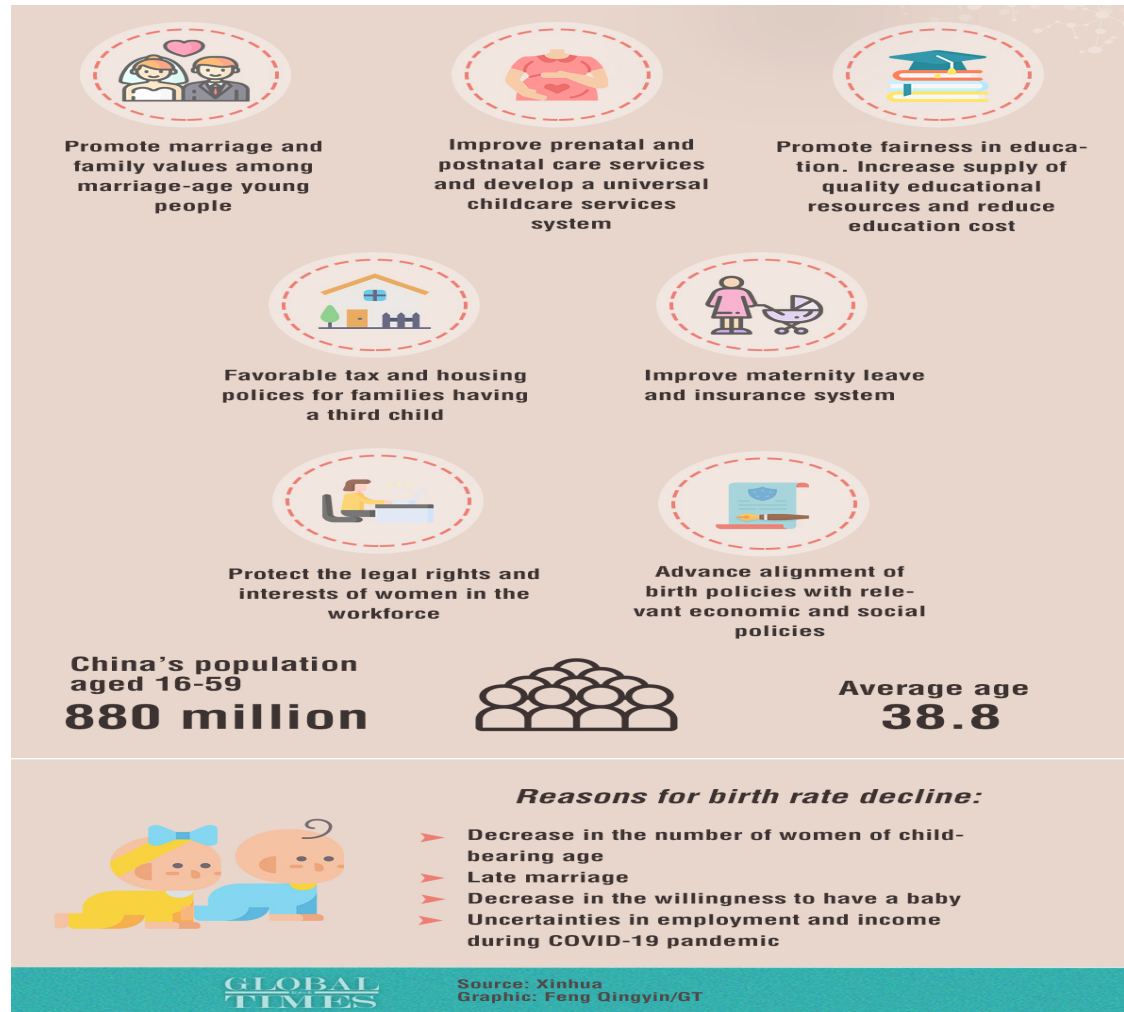 Promote marriage and
family values among
marriage-age young
people
Improve prenatal and
postnatal care services
and develop a universal
childcare services
system
Promote fairness in educa-
tion. Increase supply of
quality educational
resources and reduce
education cost
Favorable tax and housing
polices for families having
a third child
Improve maternity leave
and insurance system
Protect the legal rights and
interests of women in the
workforce
Advance alignment of
birth policies with rele-
vant economic and social
policies
China's population
aged 16-59
880 million
Average age
38.8
Reasons for birth rate decline:
Decrease in the number of women of child-
bearing age
Late marriage
Decrease in the willingness to have a baby
Uncertainties in employment and income
during COVID-19 pandemic
GLOBAL
TIMES
Source: Xinhua
Graphic: Feng Qingyin/GT